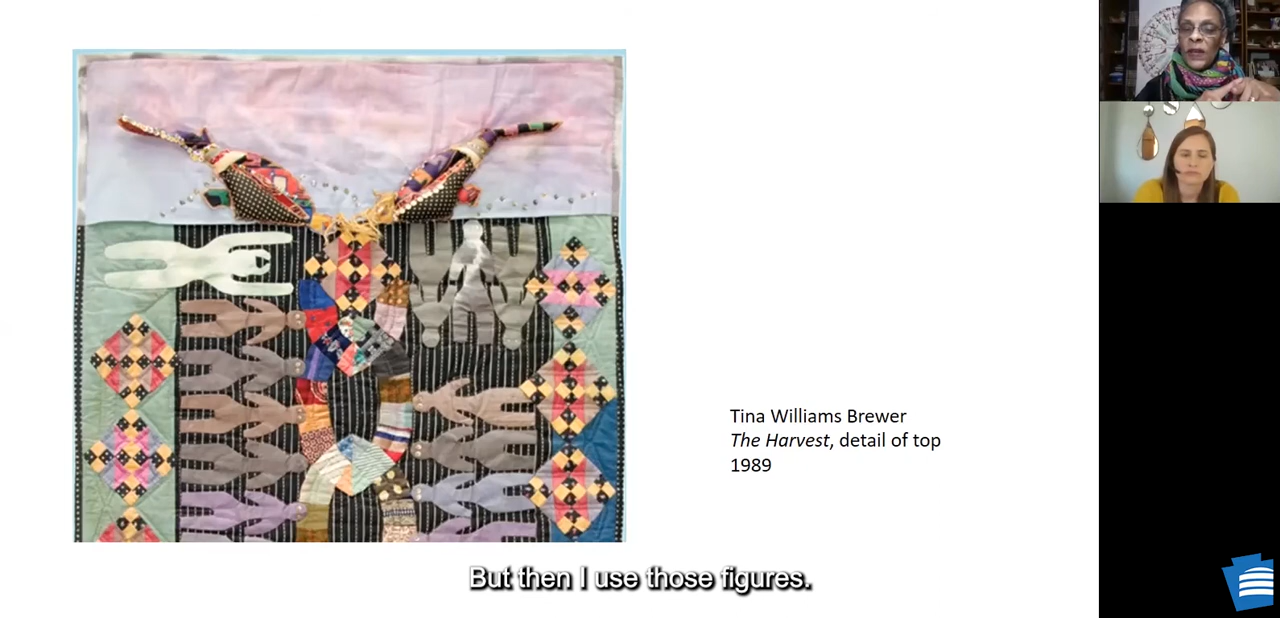 Tina Williams Brewer
The Harvest, detail of top
1989
But then I use those figures.